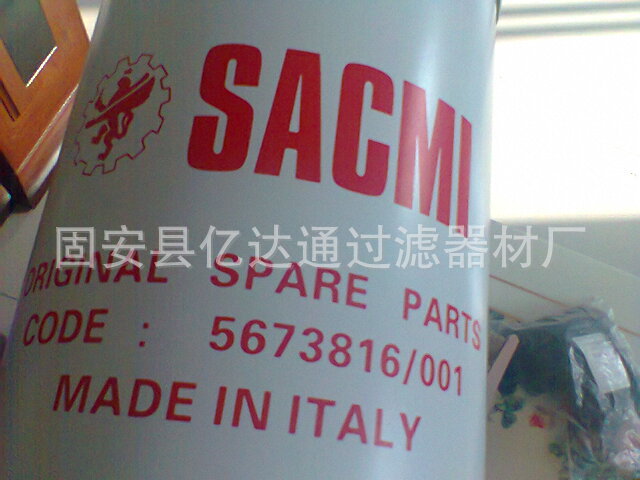 SACMI
固安县亿达通过滤器材厂
ORIGINAL SPARE PARTS
CODE : 5673816/001
MADE IN ITALY